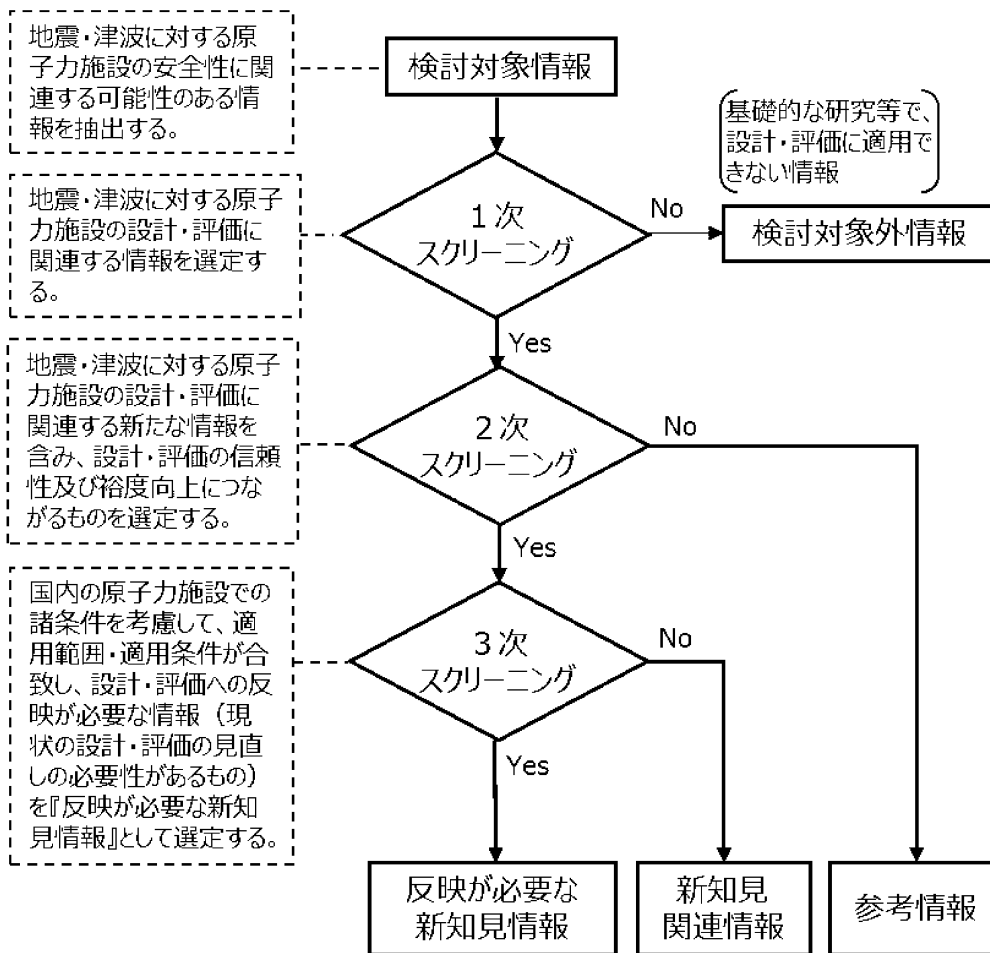 地震・津波に対する原
子力施設の安全性に関
連する可能性のある情
報を抽出する。
検討対象情報
基礎的な研究等で、
設計・評価に適用で
きない情報
地震・津波に対する原子
力施設の設計・評価に
関連する情報を選定す
る。
1次
スクリーニング
No
検討対象外情報
Yes
地震・津波に対する原子
力施設の設計・評価に
関連する新たな情報を
含み、設計・評価の信頼
性及び裕度向上につな
がるものを選定する。
2次
スクリーニング
No
Yes
国内の原子力施設での
諸条件を考慮して、適
用範囲・適用条件が合
致し、設計・評価への反
映が必要な情報（現
状の設計・評価の見直
しの必要性があるもの）
を『反映が必要な新知
見情報』として選定する。
3次
スクリーニング
No
Yes
反映が必要な
新知見情報
新知見
関連情報
参考情報